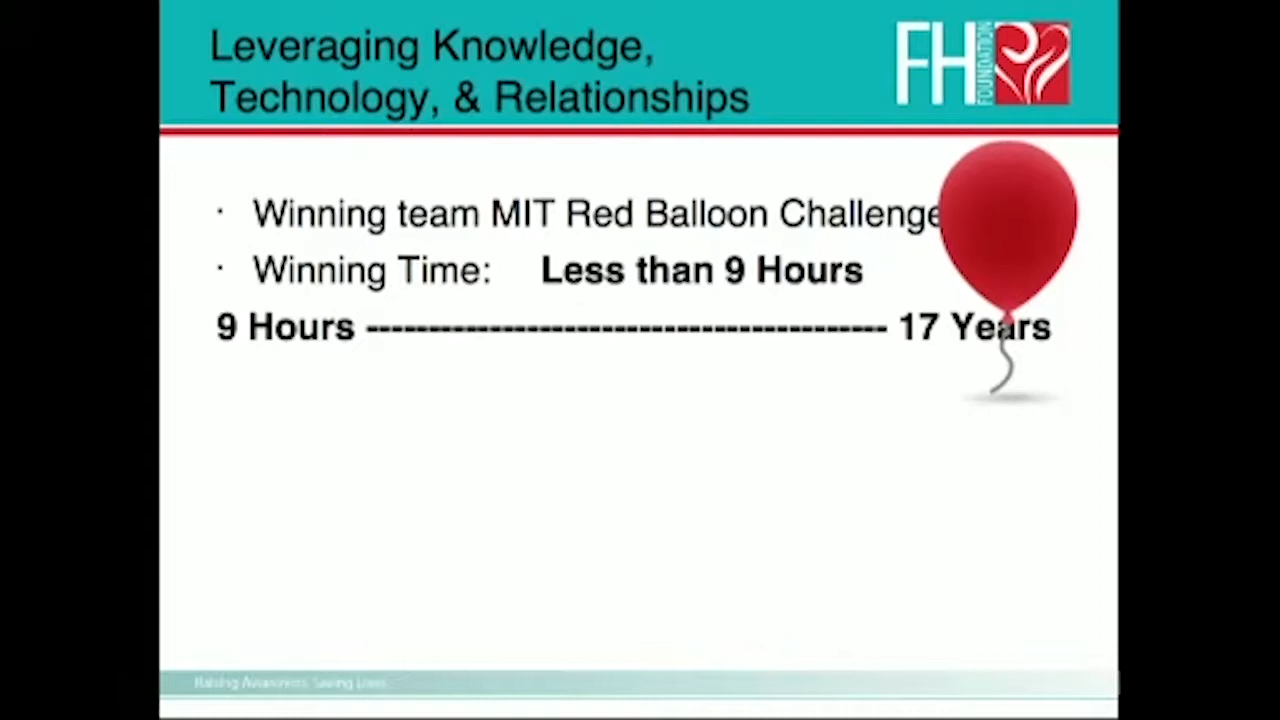 Leveraging Knowledge,
Technology, & Relationships
FH FOUNDATION
· Winning team MIT Red Balloon Challenge
· Winning Time: Less than 9 Hours
9 Hours ------------------------------------------ 17 Years
Raising Awareness. Saving Lives.